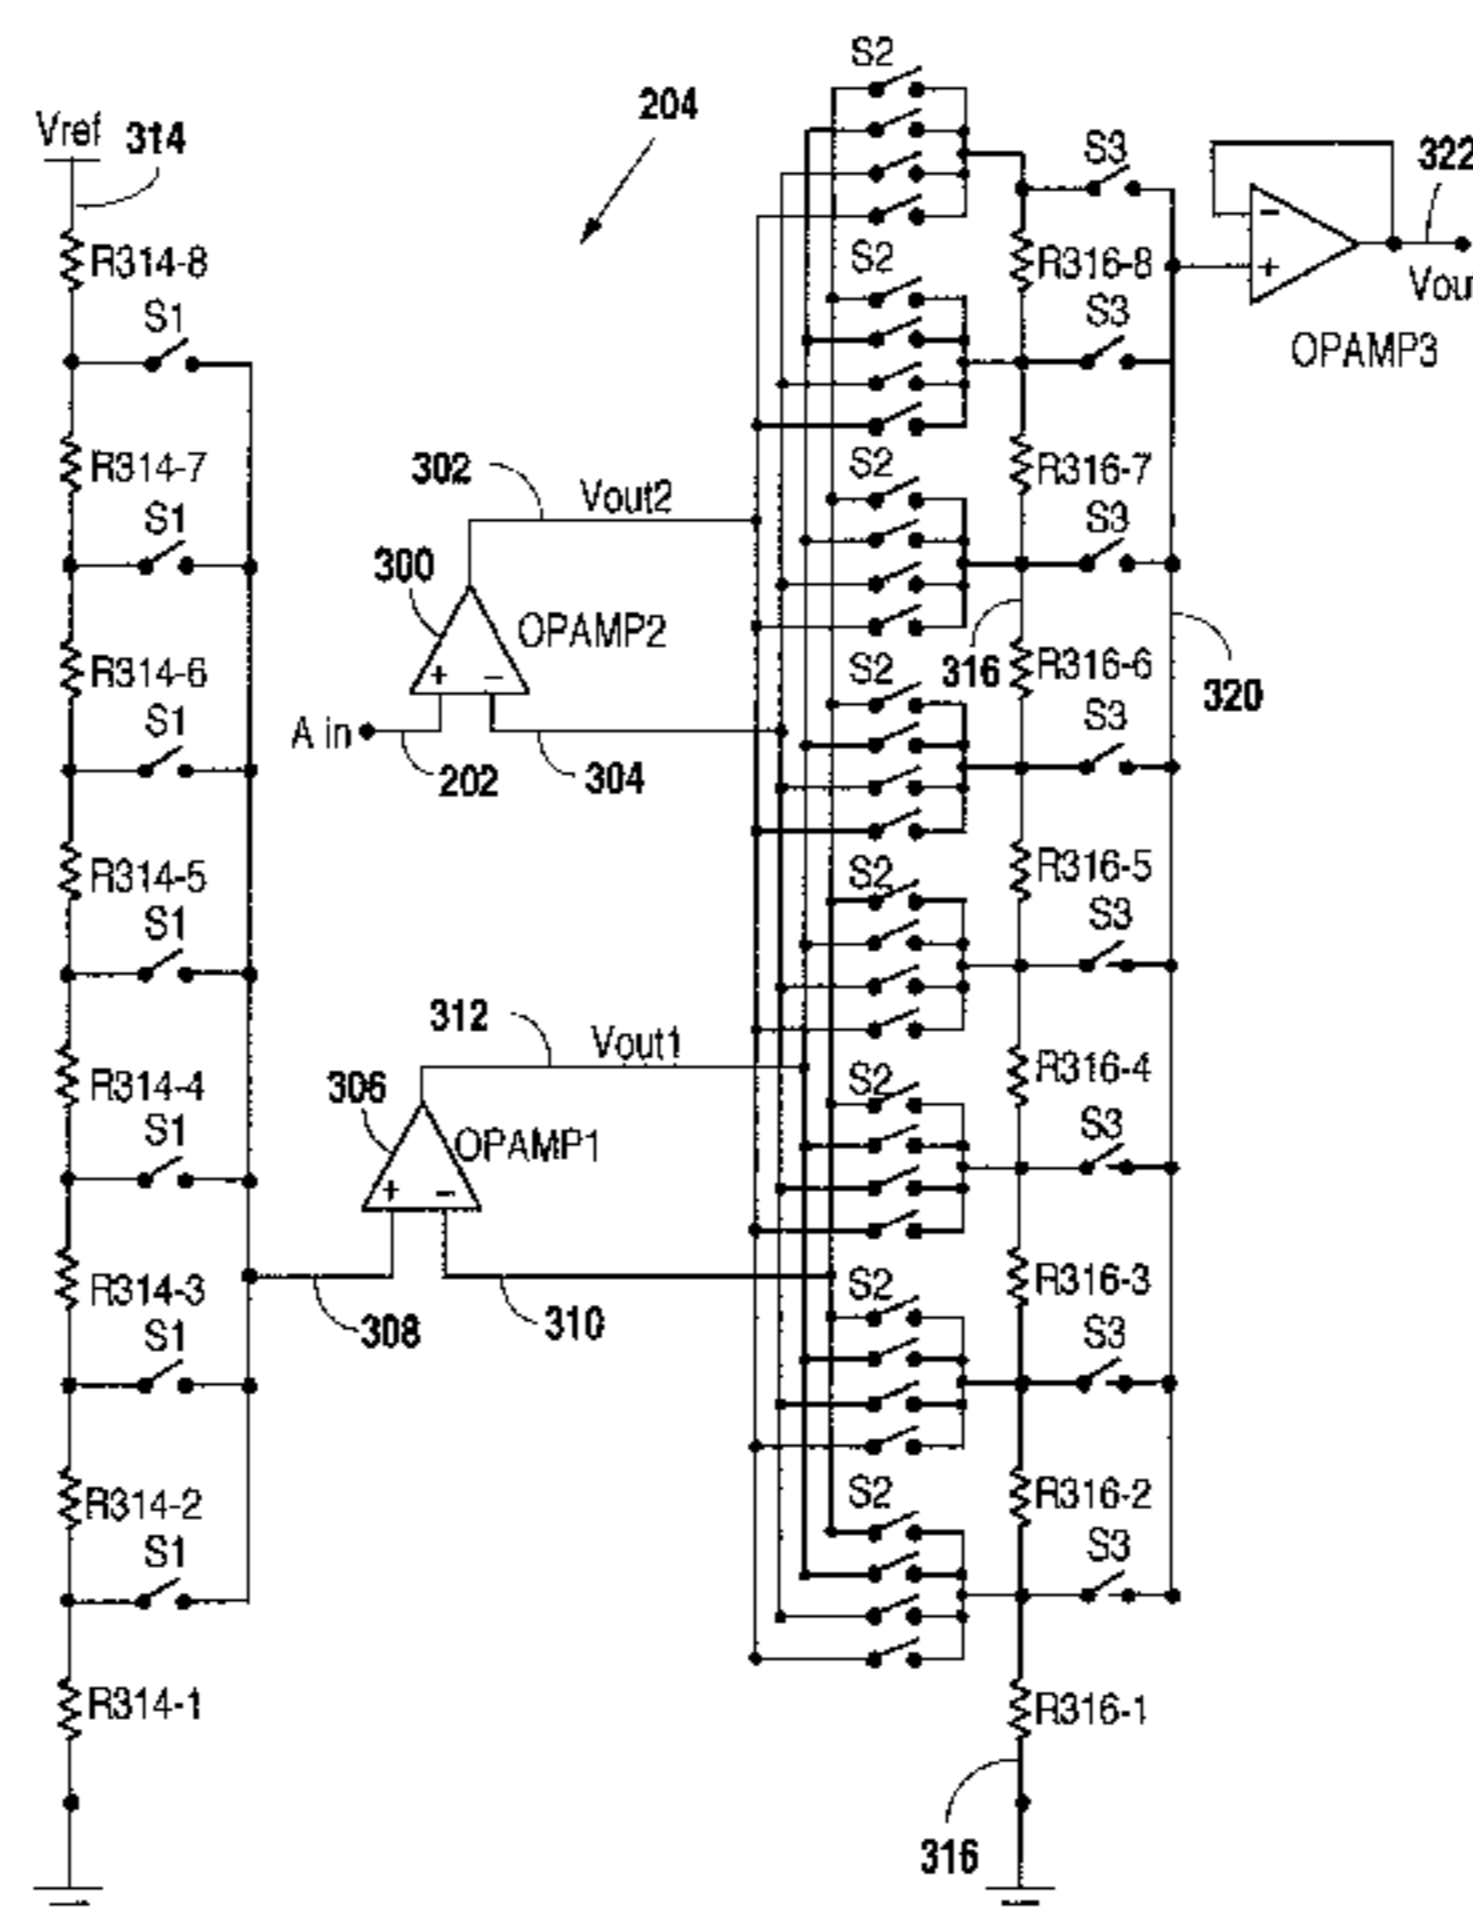 S2
204
Vref
314
S3
322
R314-8
S2
R316-8
Vou
S1
S3
OPAMP3
302
Vout2
S2
R314-7
R316-7
S1
S3
300
OPAMP2
316
R316-6
320
R314-6
S2
S1
S3
A in
202
304
R314-5
S2
R316-5
S1
S3
312
Vout1
306
OPAMP1
R314-4
S2
R316-4
S1
S3
R314-3
S2
R316-3
308
310
S1
S3
R314-2
S2
R316-2
S1
S3
R314-1
R316-1
316